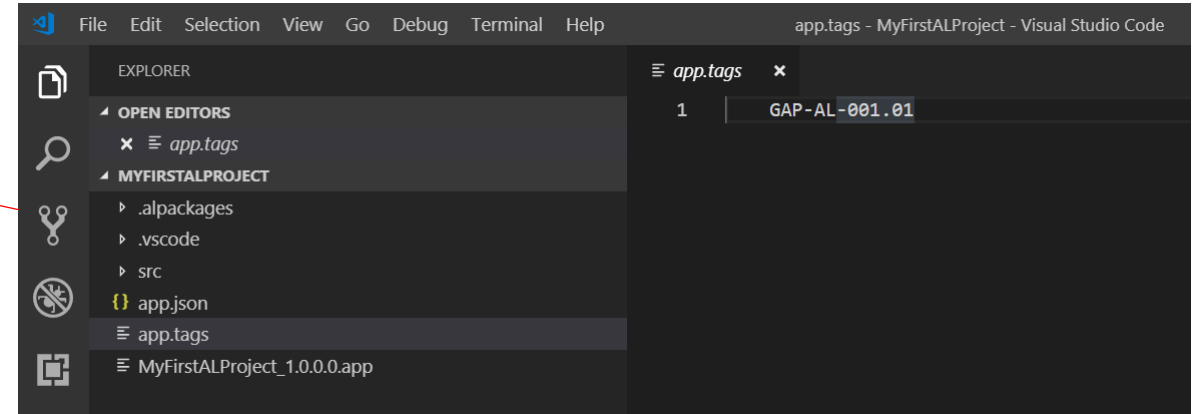 File Edit Selection View Go Debug Terminal Help
app.tags - MyFirstALProject - Visual Studio Code
EXPLORER
OPEN EDITORS
app.tags
MYFIRSTALPROJECT
.alpackages
.vscode
src
{} app.json
app.tags
MyFirstALProject_1.0.0.0.app
app.tags
1 GAP-AL-001.01